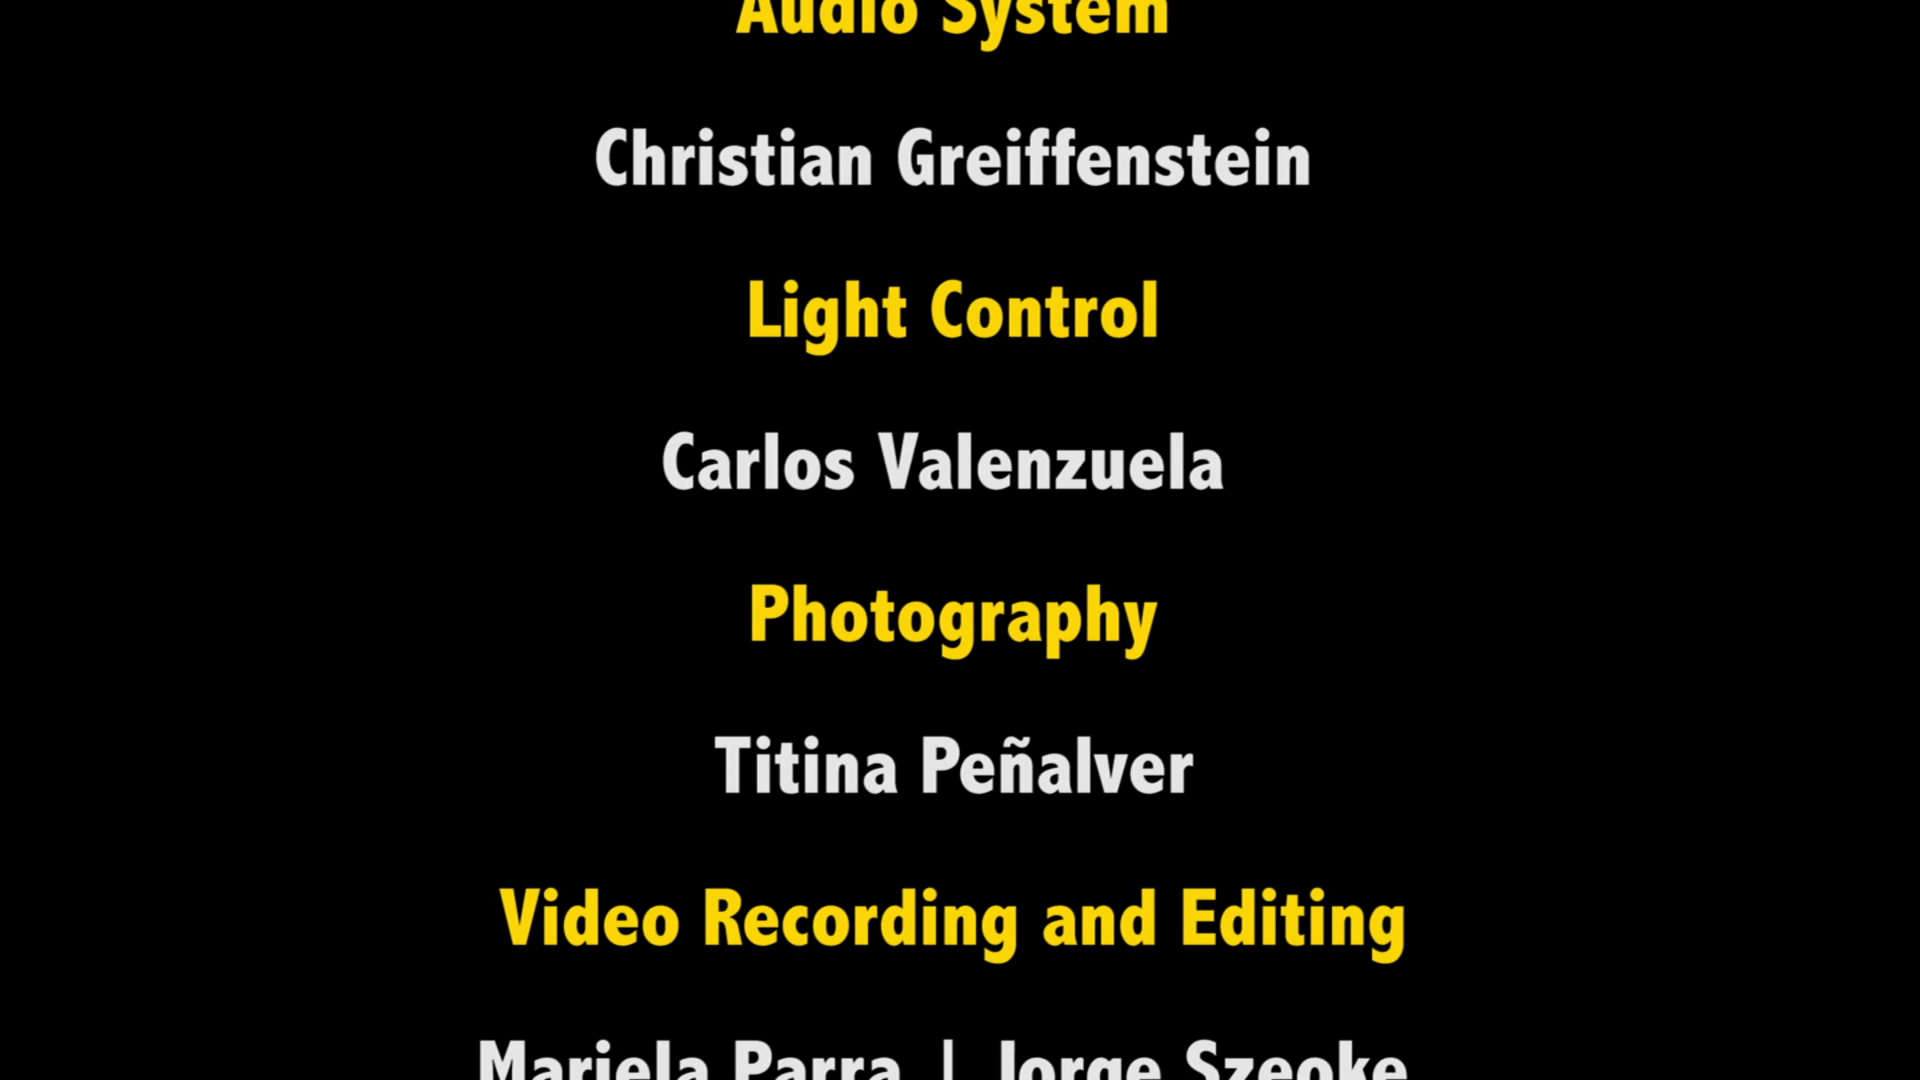 Audio System
Christian Greiffenstein
Light Control
Carlos Valenzuela
Photography
Titina Peñalver
Video Recording and Editing
Mariela Parra | Jorge Szeoke